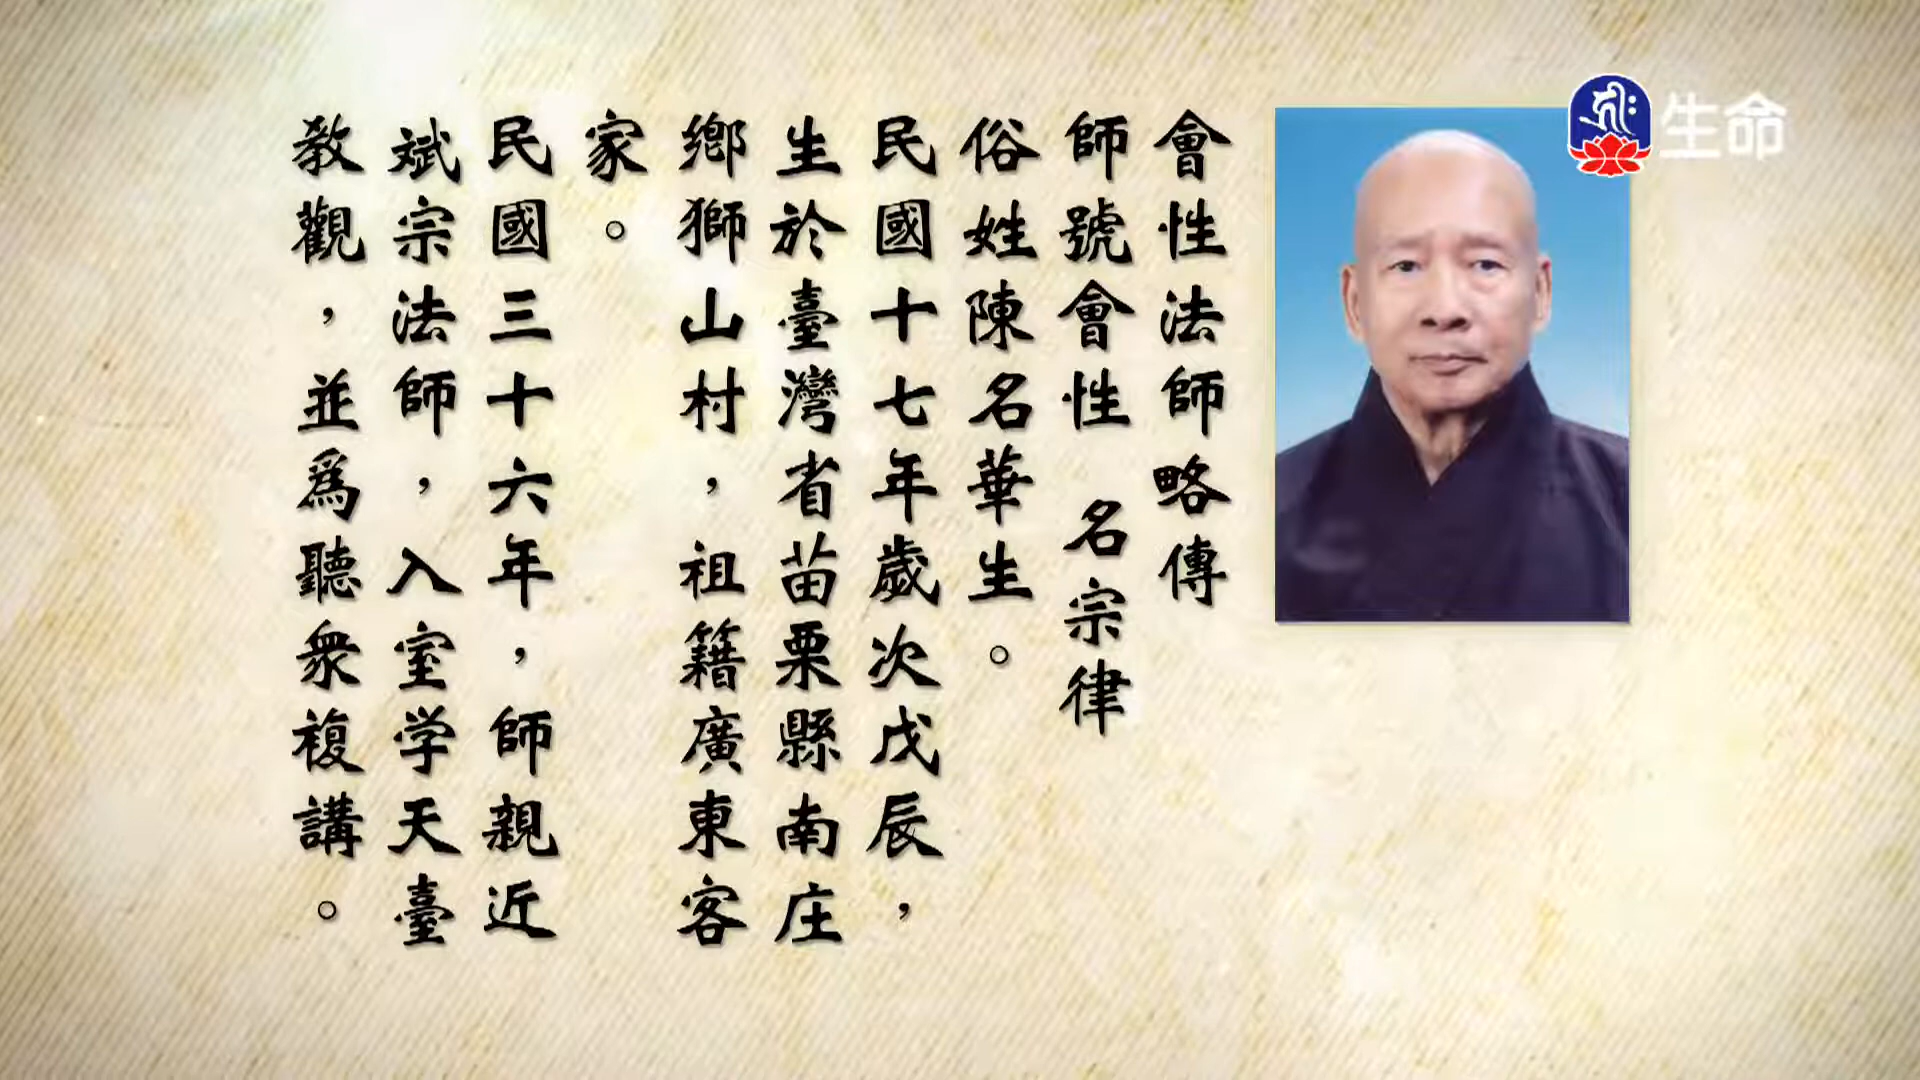 會性法師略傳
師號會性 名宗律
俗姓陳名華生。
民國十七年歲次戊辰，
生於臺灣省苗栗縣南庄
鄉獅山村，祖籍廣東客
家。
民國三十六年，師親近
斌宗法師，入室学天臺
教觀，並為聽衆複講。
生命